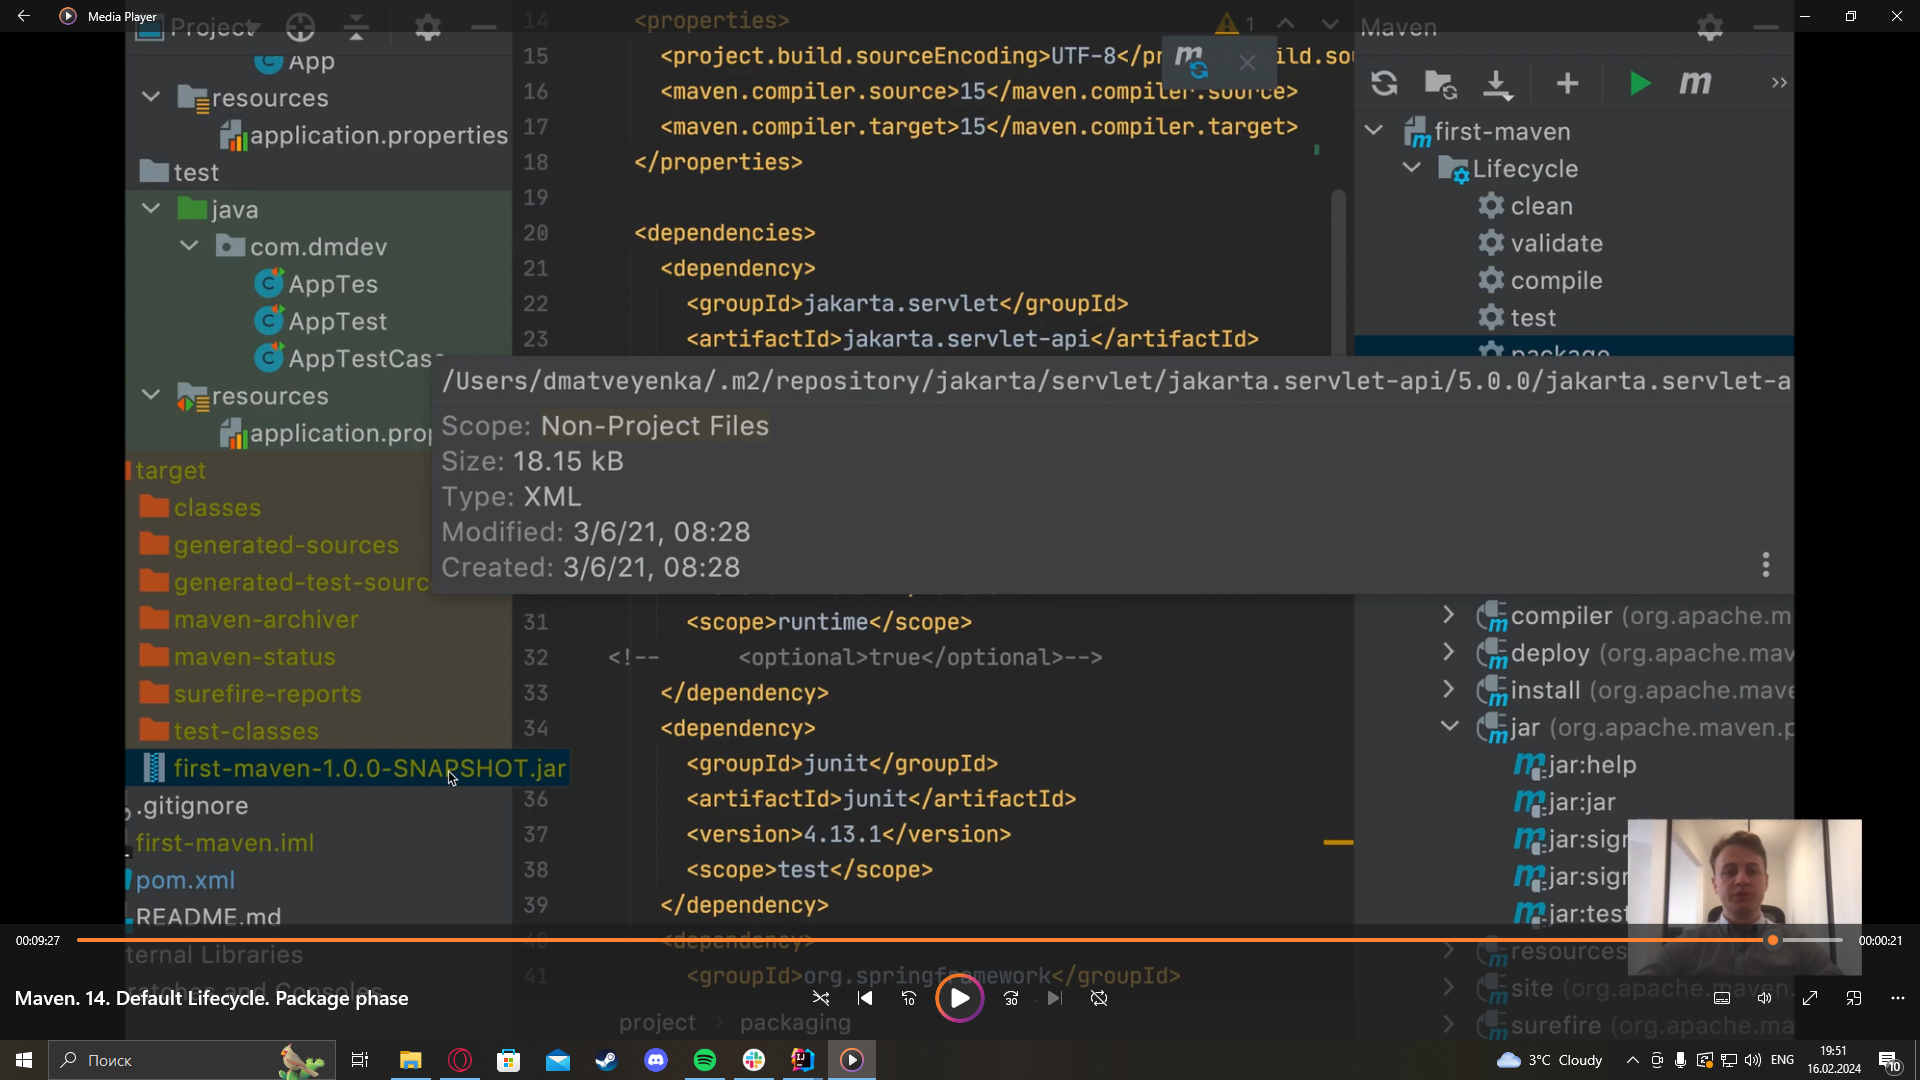 Media Player
Project
App
resources
application.properties
test
java
com.dmdev
AppTes
AppTest
AppTestCase
resources
application.prop
target
classes
generated-sources
generated-test-sourc
maven-archiver
maven-status
surefire-reports
test-classes
first-maven-1.0.0-SNAPSHOT.jar
.gitignore
first-maven.iml
pom.xml
README.md
ternal Libraries
ratches and Consoles
14 <properties>
15 <project.build.sourceEncoding>UTF-8</pr ild.sou
16 <maven.compiler.source>15</maven.compiler.source>
17 <maven.compiler.target>15</maven.compiler.target>
18 </properties>
19
20 <dependencies>
21 <dependency>
22 <groupId>jakarta.servlet</groupId>
23 <artifactId>jakarta.servlet-api</artifactId>
1
/Users/dmatveyenka/.m2/repository/jakarta/servlet/jakarta.servlet-api/5.0.0/jakarta.servlet-a
Scope: Non-Project Files
Size: 18.15 kB
Type: XML
Modified: 3/6/21, 08:28
Created: 3/6/21, 08:28
31 <scope>runtime</scope>
32 <!-- <optional>true</optional>-->
33 </dependency>
34 <dependency>
<groupId>junit</groupId>
36 <artifactId>junit</artifactId>
37 <version>4.13.1</version>
38 <scope>test</scope>
39 </dependency>
40 <dependency>
41 <groupId>org.springframework</groupId>
project > packaging
Maven
m
first-maven
Lifecycle
clean
validate
compile
test
package
compiler (org.apache.m
deploy (org.apache.mav
install (org.apache.mave
jar (org.apache.maven.p
jar:help
jar:jar
jar:sigr
jar:sigr
jar:test
resources
site (org.apache.maven.
surefire (org.apache.ma
00:09:27
00:00:21
Maven. 14. Default Lifecycle. Package phase
10
30
Поиск
3°C Cloudy
ENG
19:51
16.02.2024
10